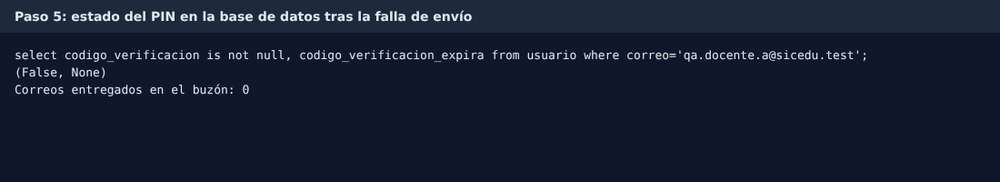 Paso 5: estado del PIN en la base de datos tras la falla de envío
select codigo_verificacion is not null, codigo_verificacion_expira from usuario where correo='qa.docente.a@sicedu.test';
(False, None)
Correos entregados en el buzón: 0